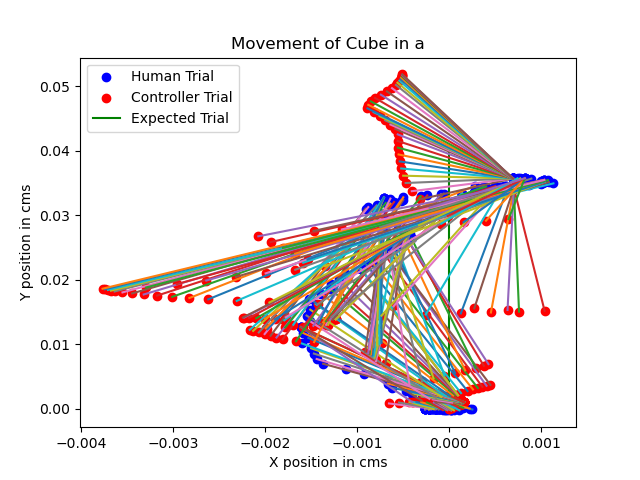 Movement of Cube in a
Human Trial
Controller Trial
Expected Trial
0.05
0.04
0.03
0.02
0.01
0.00
Y position in cms
−0.004 −0.003 −0.002 −0.001 0.000 0.001
X position in cms